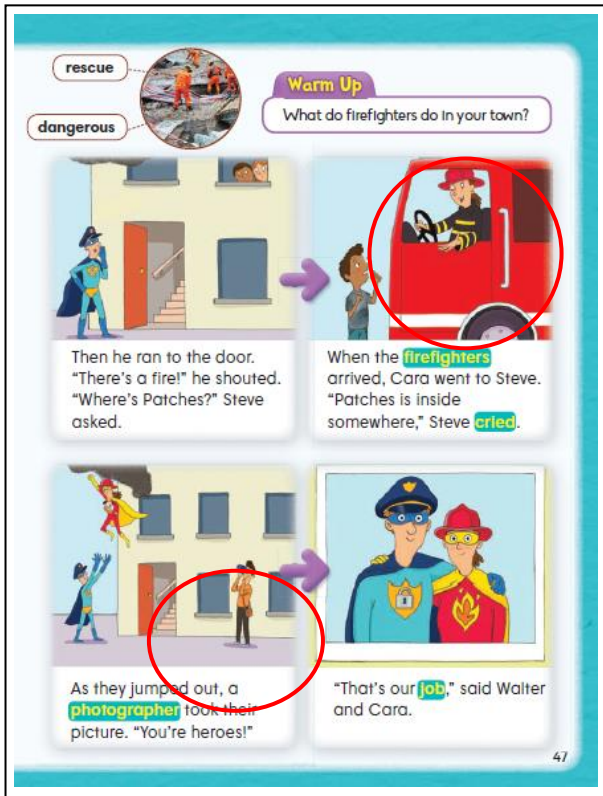 rescue
dangerous
Warm Up
What do firefighters do in your town?
Then he ran to the door.
"There's a fire!" he shouted.
"Where's Patches?" Steve
asked.
When the firefighters
arrived, Cara went to Steve.
"Patches is inside
somewhere," Steve cried.
As they jumped out, a
photographer took their
picture. "You're heroes!"
"That's our job," said Walter
and Cara.
47